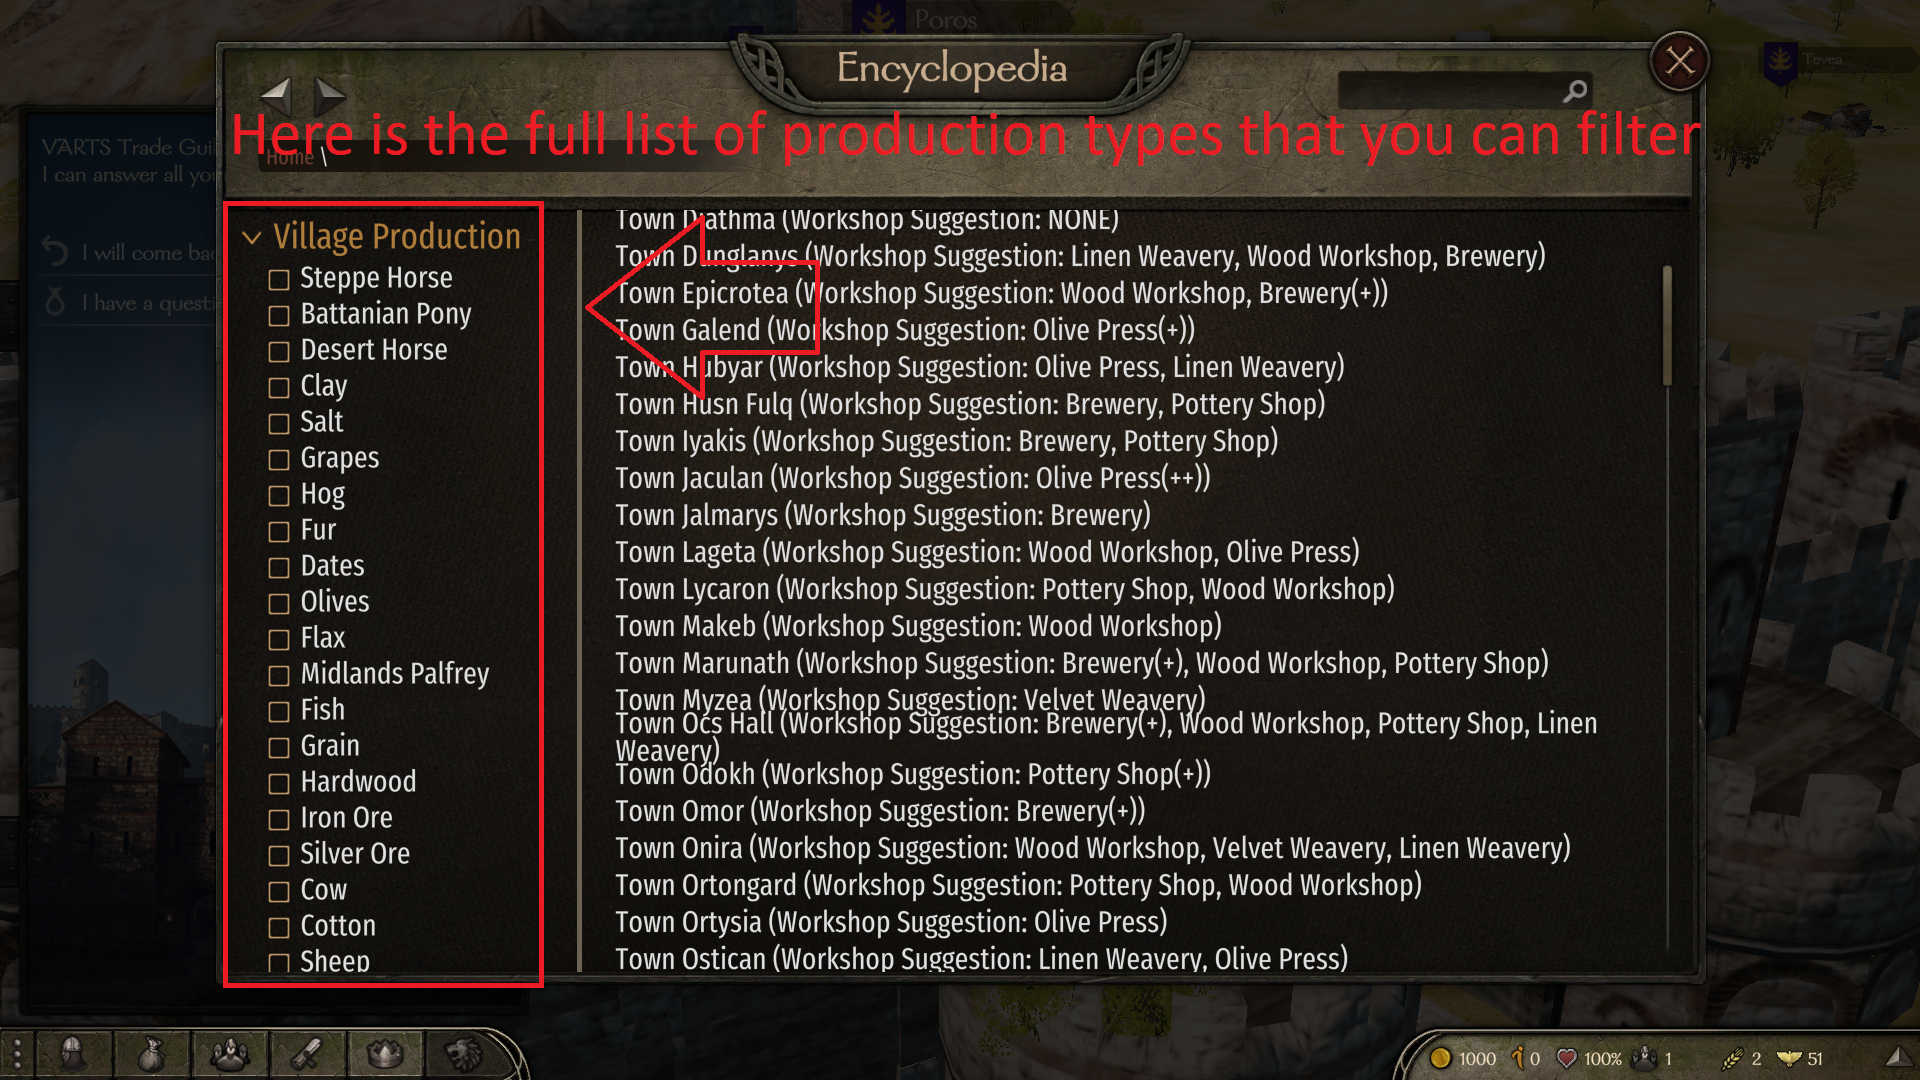 Poros
Encyclopedia
Tevea
Here is the full list of production types that you can filter
Home \
VARTS Trade Gui
I can answer all you
I will come bac
I have a questi
Village Production
Steppe Horse
Battanian Pony
Desert Horse
Clay
Salt
Grapes
Hog
Fur
Dates
Olives
Flax
Midlands Palfrey
Fish
Grain
Hardwood
Iron Ore
Silver Ore
Cow
Cotton
Sheep
Town Diathma (Workshop Suggestion: NONE)
Town Dunglanys (Workshop Suggestion: Linen Weavery, Wood Workshop, Brewery)
Town Epicrotea (Workshop Suggestion: Wood Workshop, Brewery(+))
Town Galend (Workshop Suggestion: Olive Press(+))
Town Hubyar (Workshop Suggestion: Olive Press, Linen Weavery)
Town Husn Fulq (Workshop Suggestion: Brewery, Pottery Shop)
Town Iyakis (Workshop Suggestion: Brewery, Pottery Shop)
Town Jaculan (Workshop Suggestion: Olive Press(++))
Town Jalmarys (Workshop Suggestion: Brewery)
Town Lageta (Workshop Suggestion: Wood Workshop, Olive Press)
Town Lycaron (Workshop Suggestion: Pottery Shop, Wood Workshop)
Town Makeb (Workshop Suggestion: Wood Workshop)
Town Marunath (Workshop Suggestion: Brewery(+), Wood Workshop, Pottery Shop)
Town Myzea (Workshop Suggestion: Velvet Weavery)
Town Ocs Hall (Workshop Suggestion: Brewery(+), Wood Workshop, Pottery Shop, Linen
Weavery)
Town Odokh (Workshop Suggestion: Pottery Shop(+))
Town Omor (Workshop Suggestion: Brewery(+))
Town Onira (Workshop Suggestion: Wood Workshop, Velvet Weavery, Linen Weavery)
Town Ortongard (Workshop Suggestion: Pottery Shop, Wood Workshop)
Town Ortysia (Workshop Suggestion: Olive Press)
Town Ostican (Workshop Suggestion: Linen Weavery, Olive Press)
1000 0 100% 1 2 51